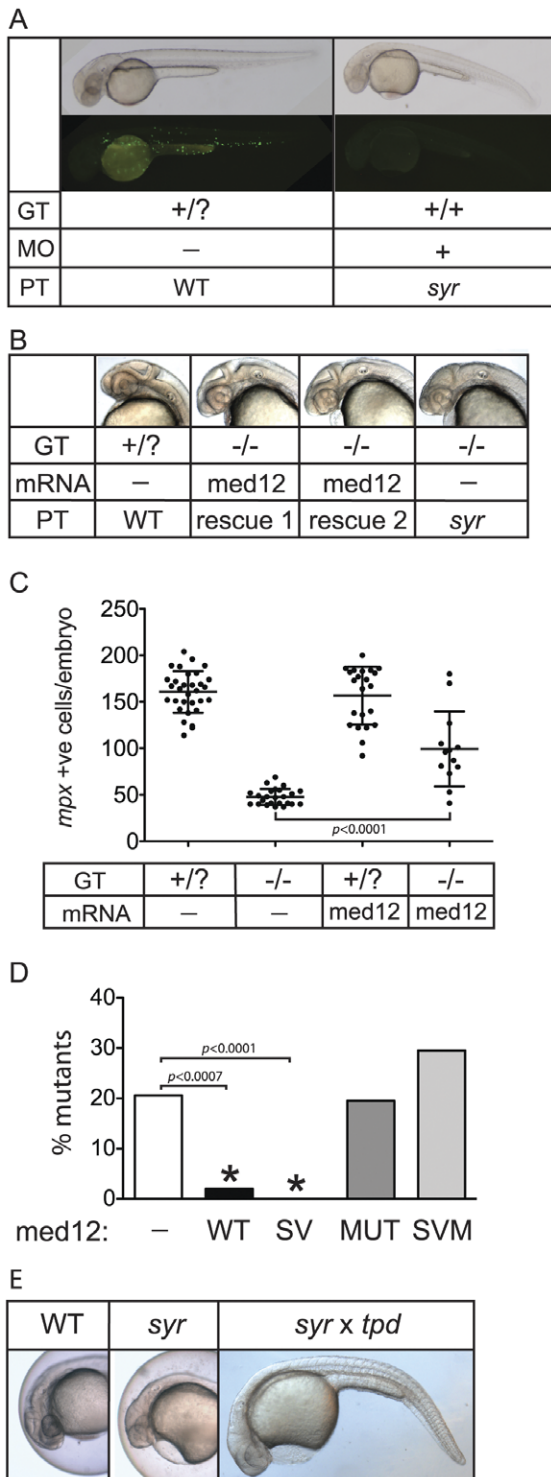 A
GT +/? +/+
MO – +
PT WT syr
B
GT +/? -/- -/- -/-
mRNA – med12 med12 –
PT WT rescue 1 rescue 2 syr
C
mpx +ve cells/embryo
250
200
150
100
50
0
p<0.0001
GT +/? -/- +/? -/-
mRNA – – med12 med12
D
% mutants
40
30
20
10
0
p<0.0001
p<0.0007
* *
med12: – WT SV MUT SVM
E
WT syr syr x tpd